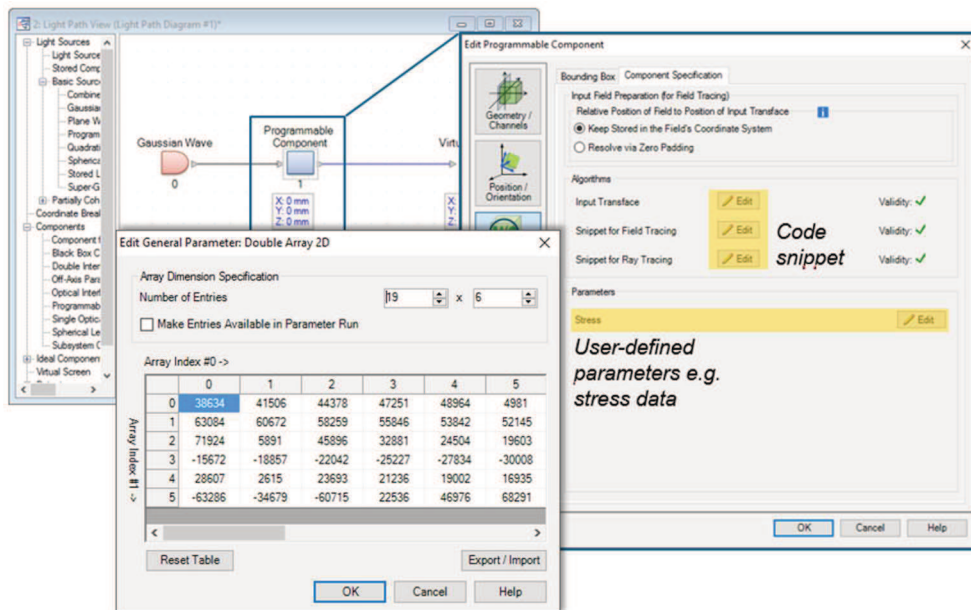 2: Light Path View (Light Path Diagram #1)*
Light Sources
Light Source
Stored Comp
Basic Sourc
Combine
Gaussian
Plane W
Program
Quadrati
Spherica
Stored L
Super-G
Partially Coh
Coordinate Break
Components
Component f
Black Box C
Double Inter
Off-Axis Para
Optical Interf
Programmab
Single Optic
Spherical Le
Subsystem C
Ideal Componen
Virtual Screen
Gaussian Wave
0
Programmable
Component
1
X: 0 mm
Y: 0 mm
Z: 0 mm
Virtu
X:
Y:
Z:
Edit Programmable Component
Geometry /
Channels
Position /
Orientation
Bounding Box Component Specification
Input Field Preparation (for Field Tracing)
Relative Position of Field to Position of Input Transface
Keep Stored in the Field's Coordinate System
Resolve via Zero Padding
Algorithms
Input Transface Edit Validity:
Snippet for Field Tracing Edit Validity:
Snippet for Ray Tracing Edit Validity:
Code
snippet
Parameters
Stress Edit
User-defined
parameters e.g.
stress data
OK Cancel Help
Edit General Parameter: Double Array 2D
Array Dimension Specification
Number of Entries 19 x 6
Make Entries Available in Parameter Run
Array Index #0 ->
Array Index #1 ->
0 1 2 3 4 5
0 38634 41506 44378 47251 48964 4981
1 63084 60672 58259 55846 53842 52145
2 71924 5891 45896 32881 24504 19603
3 -15672 -18857 -22042 -25227 -27834 -30008
4 28607 2615 23693 21236 19002 16935
5 -63286 -34679 -60715 22536 46976 68291
Reset Table Export / Import
OK Cancel Help